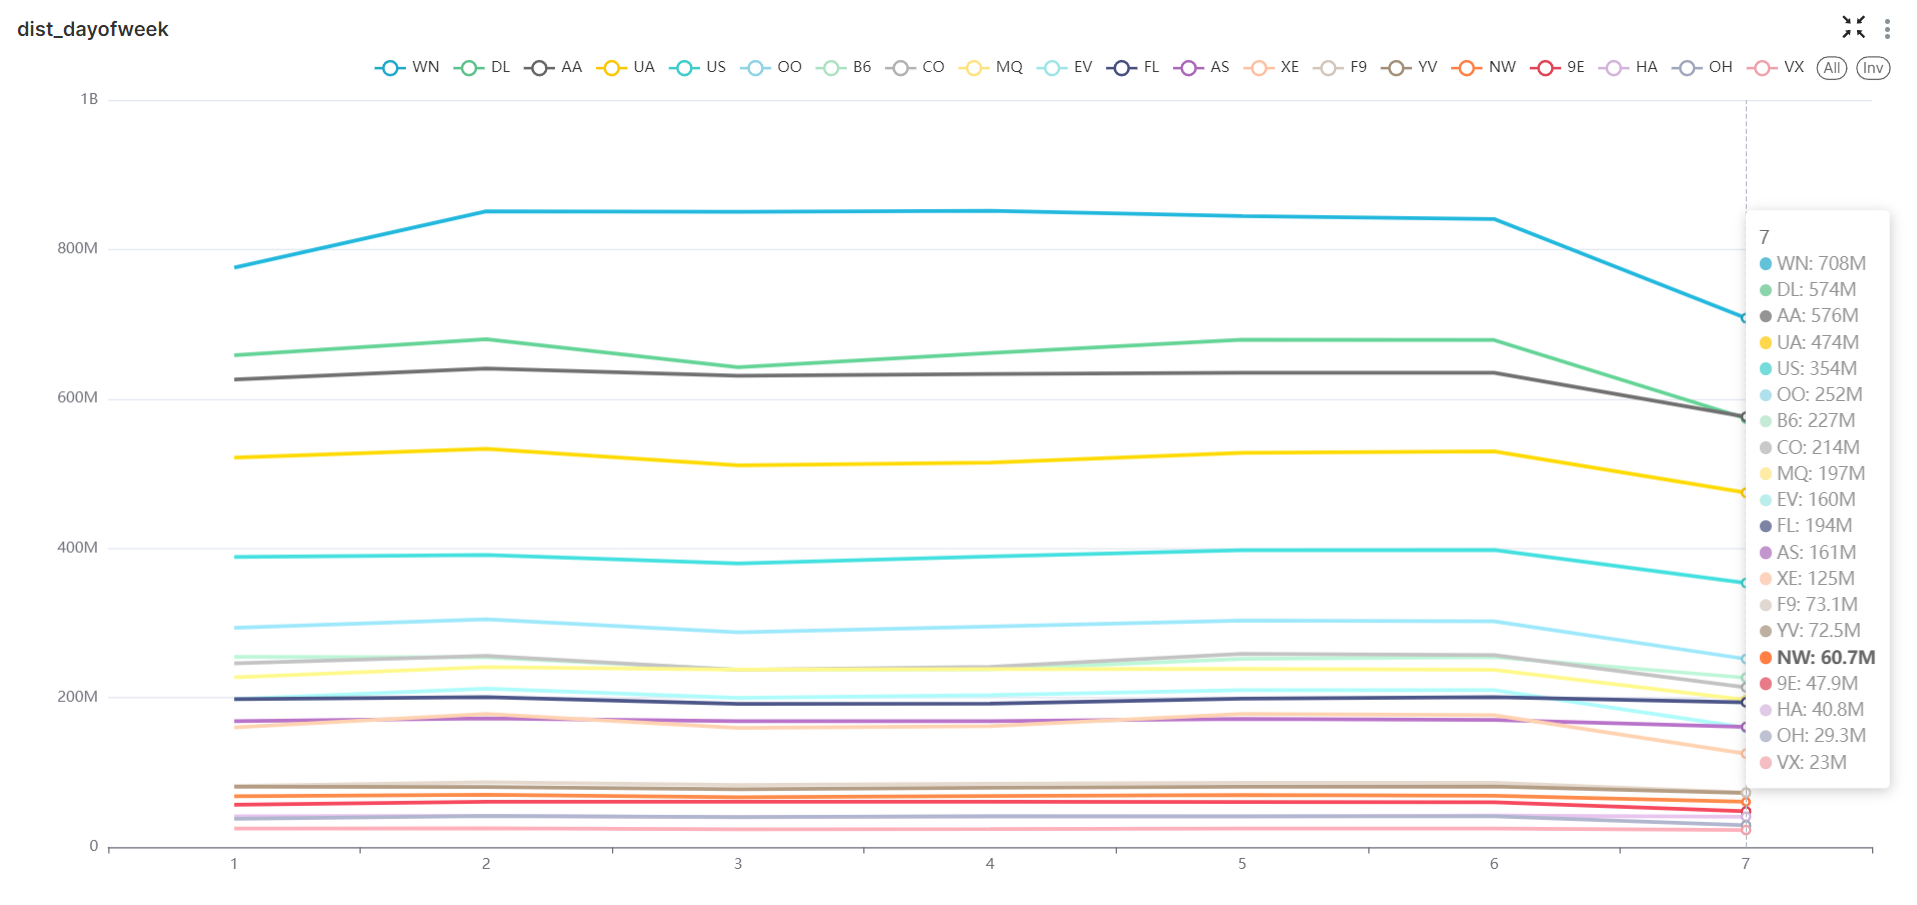 dist_dayofweek
WN DL AA UA US OO B6 CO MQ EV FL AS XE F9 YV NW 9E HA OH VX All Inv
1B
800M
600M
400M
200M
0
1 2 3 4 5 6 7
7
WN: 708M
DL: 574M
AA: 576M
UA: 474M
US: 354M
OO: 252M
B6: 227M
CO: 214M
MQ: 197M
EV: 160M
FL: 194M
AS: 161M
XE: 125M
F9: 73.1M
YV: 72.5M
NW: 60.7M
9E: 47.9M
HA: 40.8M
OH: 29.3M
VX: 23M